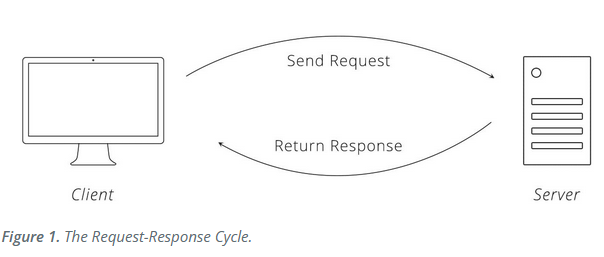 Send Request
Return Response
Client
Server
Figure 1. The Request-Response Cycle.